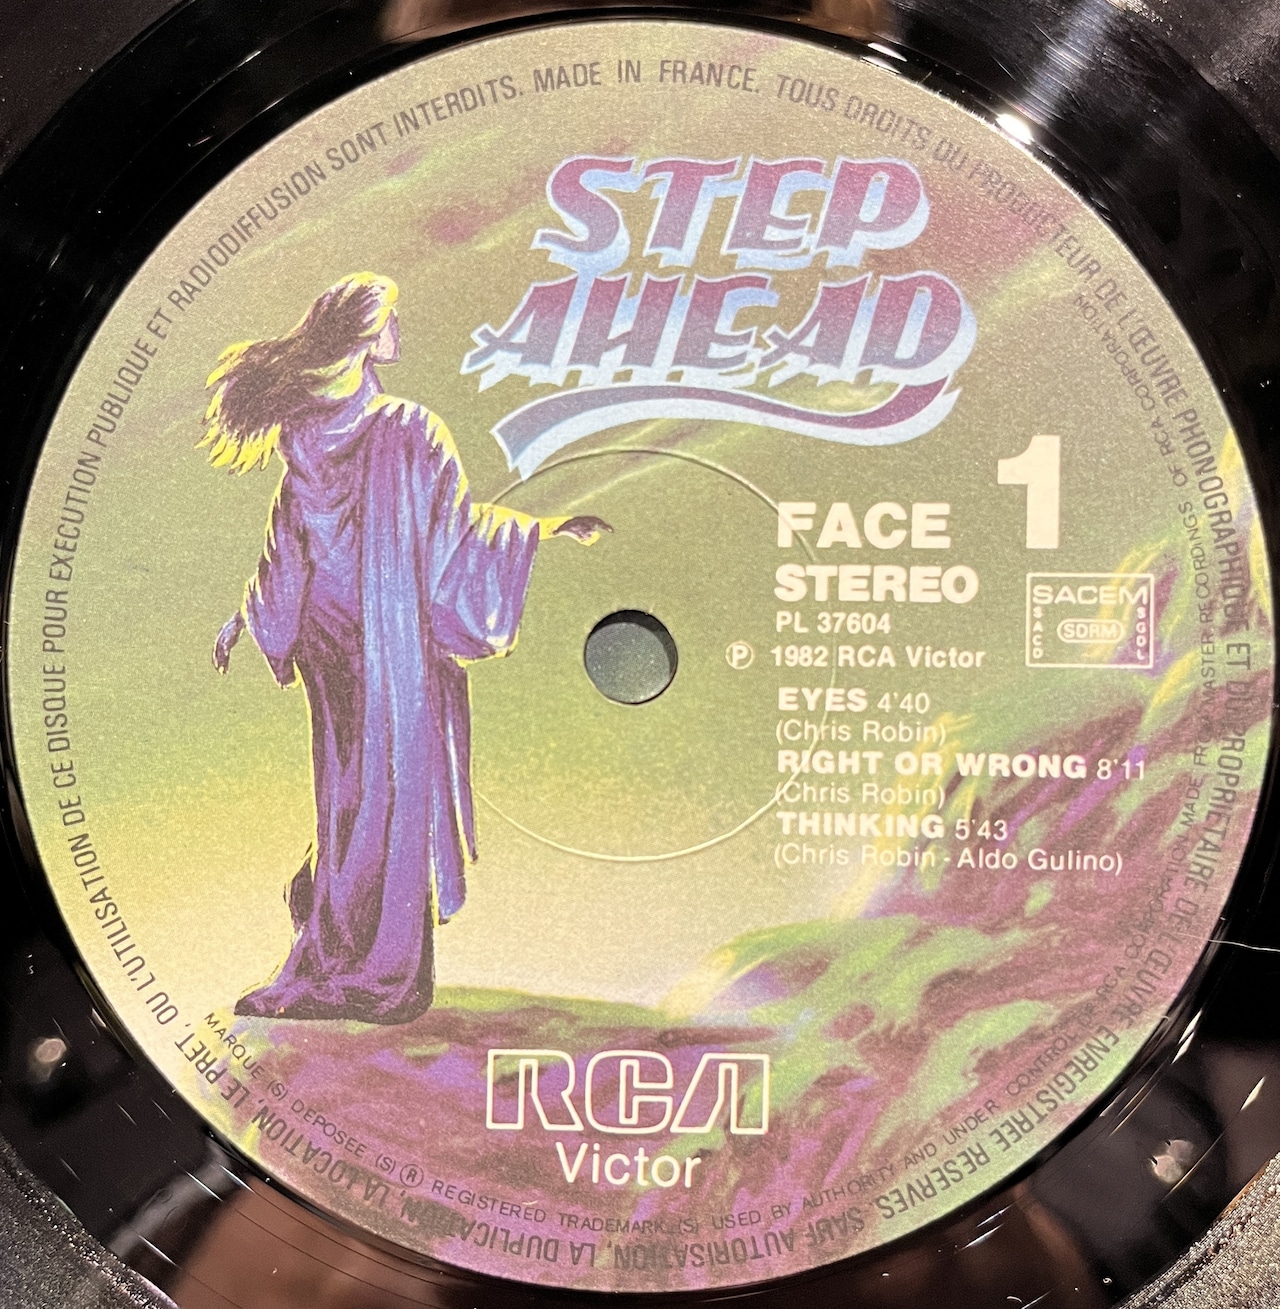 STEP
AHEAD
FACE 1
STEREO
PL 37604
Ⓟ 1982 RCA Victor
SACEM
SACD
SDRM
SGDL
EYES 4'40
(Chris Robin)
RIGHT OR WRONG 8'11
(Chris Robin)
THINKING 5'43
(Chris Robin - Aldo Gulino)
RCA
Victor
MADE IN FRANCE. TOUS DROITS DU PRODUCTEUR DE L'ŒUVRE PHONOGRAPHIQUE ET DU PROPRIETAIRE DE L'ŒUVRE ENREGISTREE RESERVES. SAUF AUTORISATION, LA DUPLICATION, LA LOCATION, LE PRET, OU L'UTILISATION DE CE DISQUE POUR EXECUTION PUBLIQUE ET RADIODIFFUSION SONT INTERDITS.
MARQUE (S) DEPOSEE (S) ® REGISTERED TRADEMARK (S) USED BY AUTHORITY AND UNDER CONTROL OF RCA CORPORATION MADE FROM MASTER RECORDINGS OF RCA CORPORATION